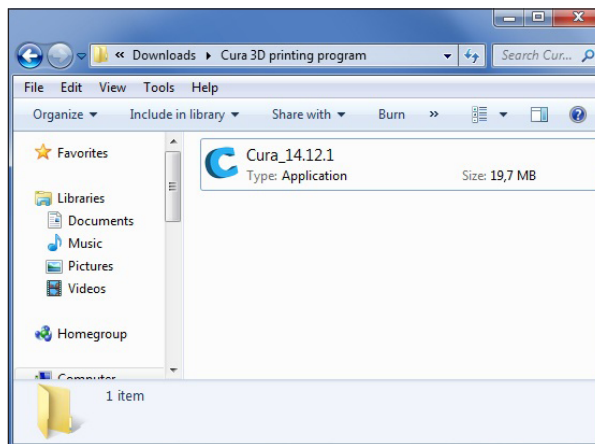 « Downloads ▸ Cura 3D printing program
Search Cur...
File Edit View Tools Help
Organize Include in library Share with Burn »
Favorites
Libraries
Documents
Music
Pictures
Videos
Homegroup
Computer
Cura_14.12.1
Type: Application Size: 19,7 MB
1 item